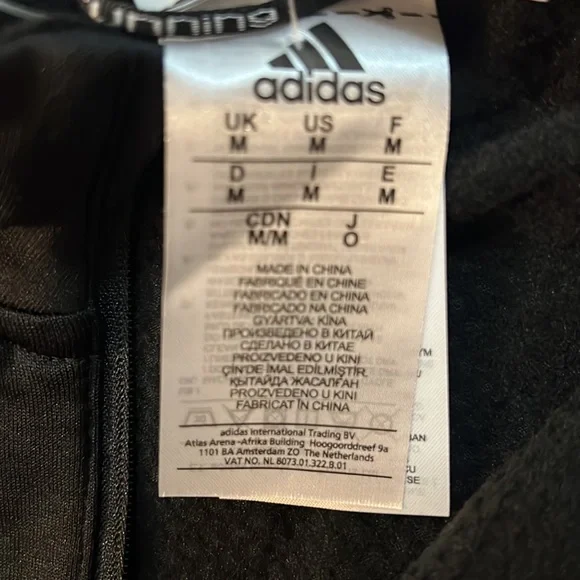 running
adidas
UK US F
M M M
D I E
M M M
CDN J
M/M O
MADE IN CHINA
FABRIQUÉ EN CHINE
FABRICADO EN CHINA
FABRICADO NA CHINA
GYÁRTVA: KÍNA
ПРОИЗВЕДЕНО В КИТАЙ
СДЕЛАНО В КИТАЕ
PROIZVEDENO U KINI
ÇİN'DE İMAL EDİLMİŞTİR.
ҚЫТАЙДА ЖАСАЛҒАН
PROIZVEDENO U KINI
FABRICAT ÎN CHINA
adidas International Trading BV
Atlas Arena -Afrika Building Hoogoorddreef 9a
1101 BA Amsterdam ZO The Netherlands
VAT NO. NL 8073.01.322.B.01